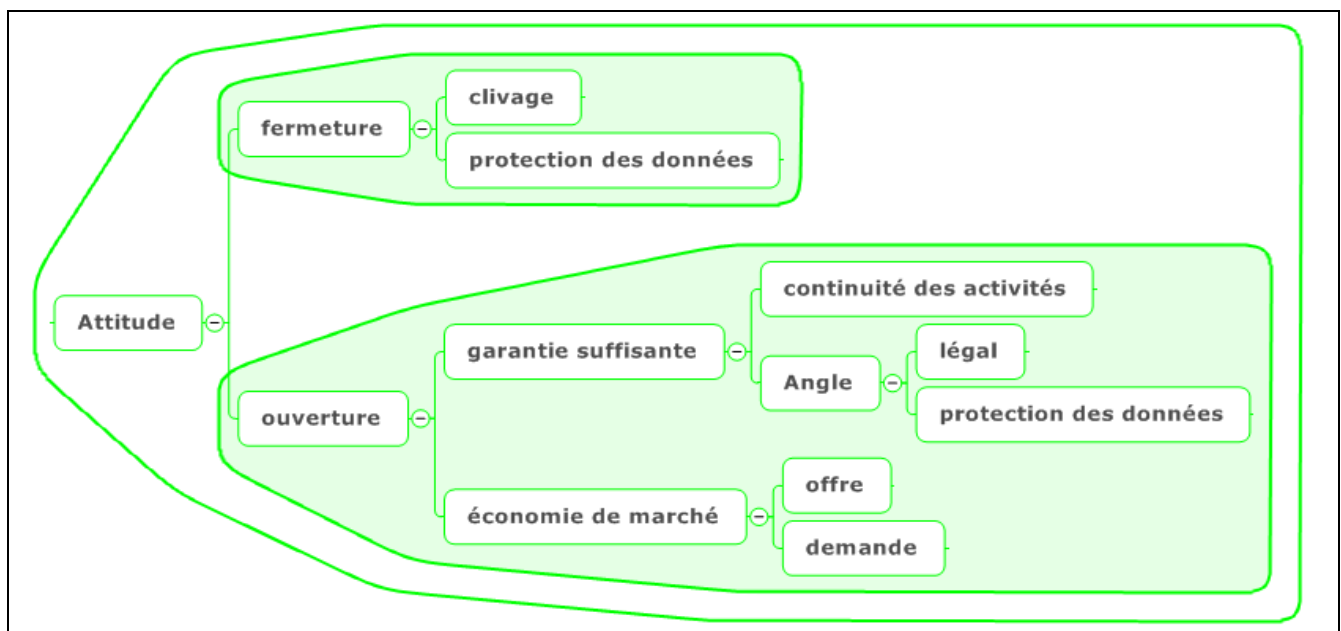 Attitude
fermeture
clivage
protection des données
ouverture
garantie suffisante
continuité des activités
Angle
légal
protection des données
économie de marché
offre
demande